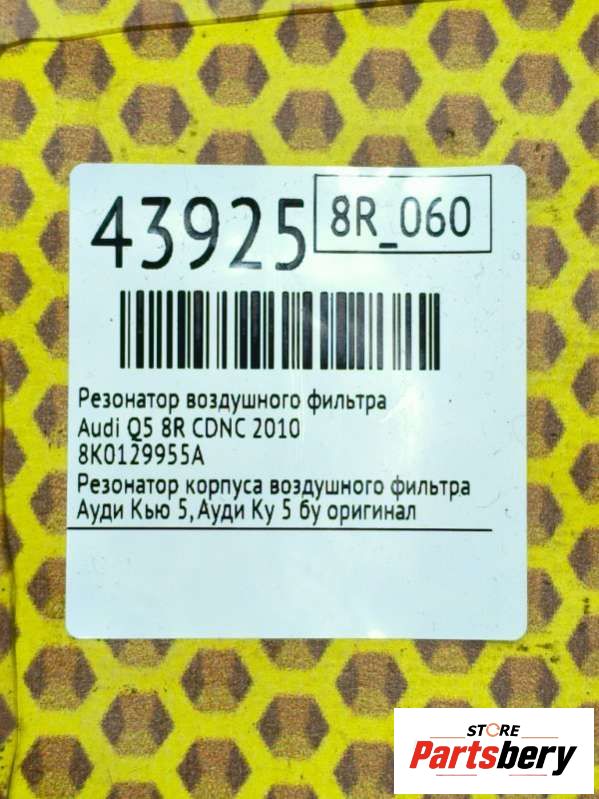 43925
8R_060
Резонатор воздушного фильтра
Audi Q5 8R CDNC 2010
8K0129955A
Резонатор корпуса воздушного фильтра
Ауди Кью 5, Ауди Ку 5 бу оригинал
STORE
Partsbery